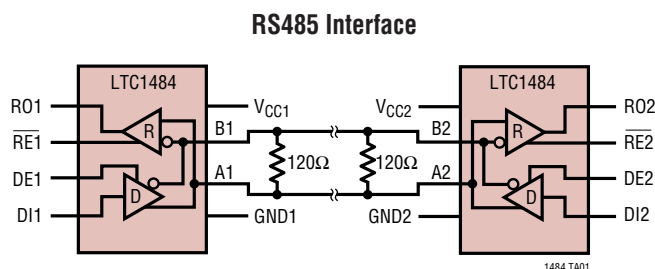 RS485 Interface
LTC1484
LTC1484
RO1
R
VCC1
VCC2
R
RO2
RE1
B1
B2
RE2
120Ω
120Ω
DE1
A1
A2
DE2
DI1
D
GND1
GND2
D
DI2
1484 TA01